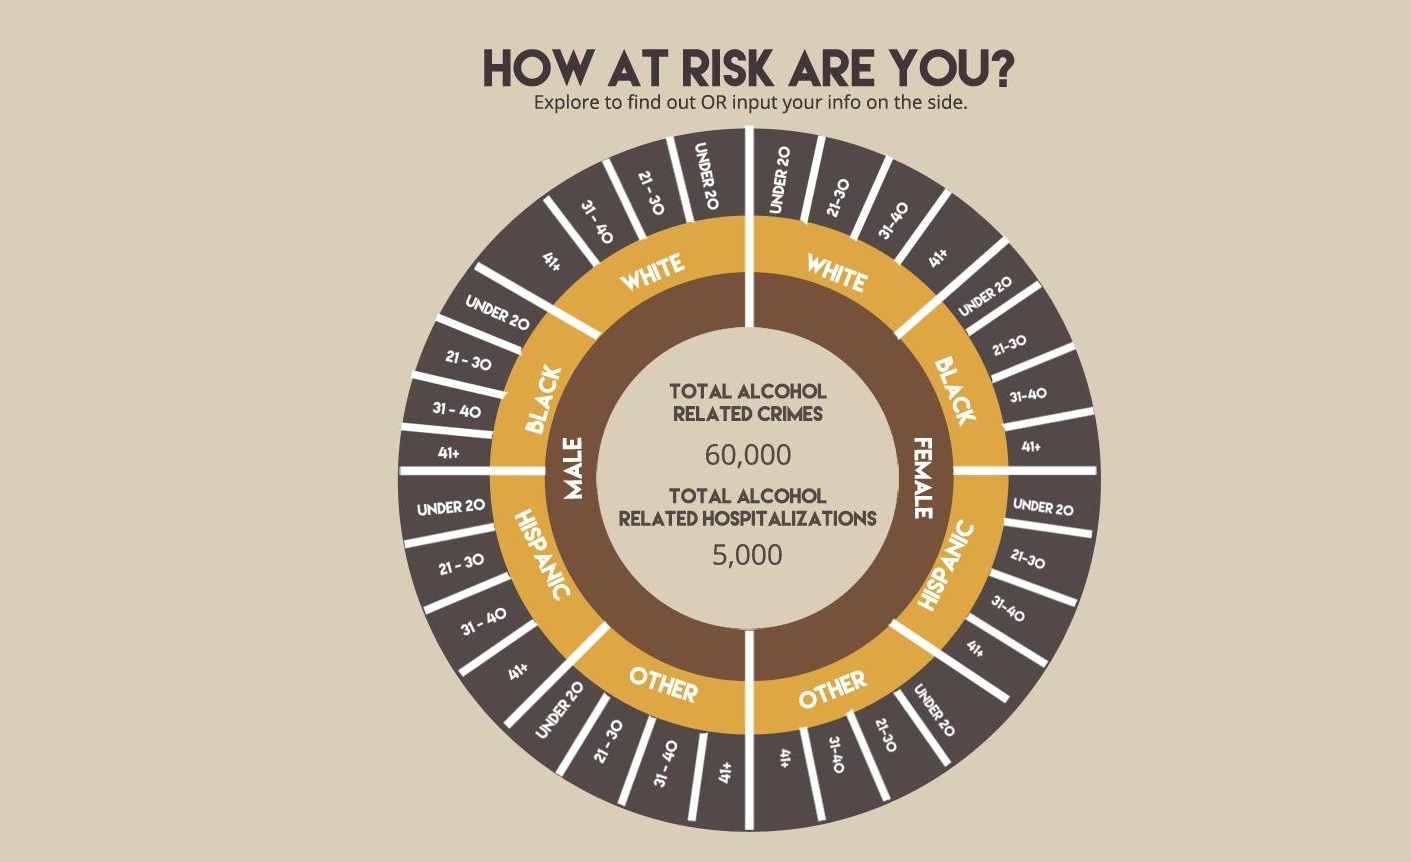 HOW AT RISK ARE YOU?
Explore to find out OR input your info on the side.
TOTAL ALCOHOL
RELATED CRIMES
60,000
TOTAL ALCOHOL
RELATED HOSPITALIZATIONS
5,000
MALE
WHITE
UNDER 20
21 - 30
31 - 40
41+
BLACK
UNDER 20
21 - 30
31 - 40
41+
HISPANIC
UNDER 20
21 - 30
31 - 40
41+
OTHER
UNDER 20
21 - 30
31 - 40
41+
FEMALE
WHITE
UNDER 20
21-30
31-40
41+
BLACK
UNDER 20
21-30
31-40
41+
HISPANIC
UNDER 20
21-30
31-40
41+
OTHER
UNDER 20
21-30
31-40
41+